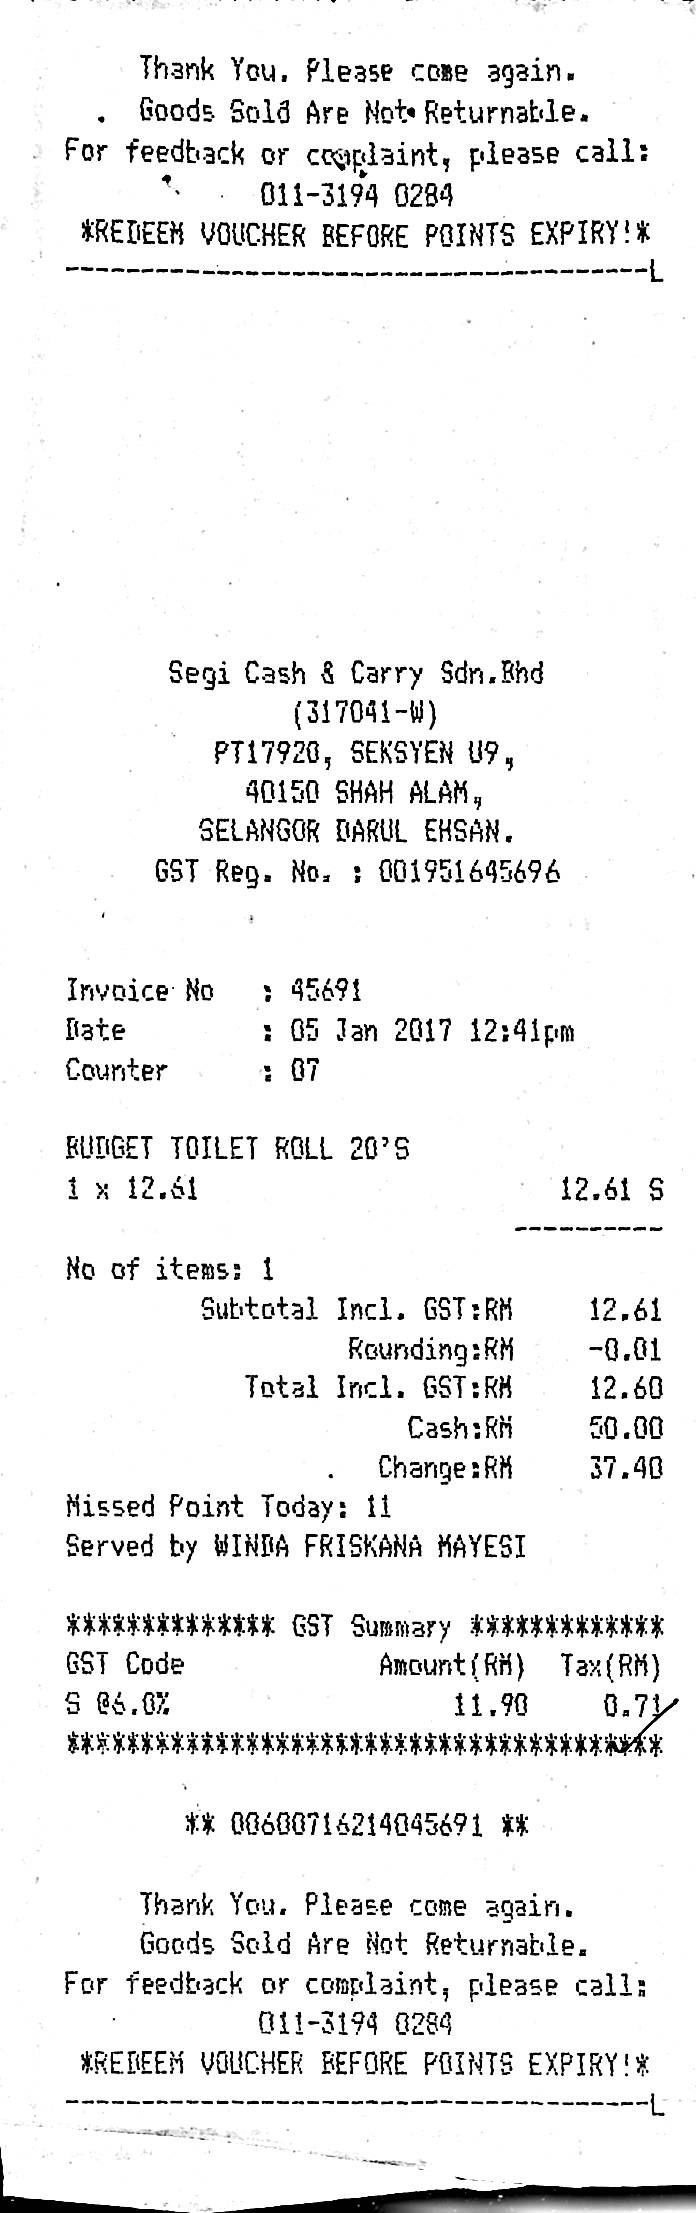 Thank You. Please come again.
Goods Sold Are Not Returnable.
For feedback or complaint, please call:
011-3194 0284
*REDEEM VOUCHER BEFORE POINTS EXPIRY!*
---------------------------------------L
Segi Cash & Carry Sdn.Bhd
(317041-W)
PT17920, SEKSYEN U9,
40150 SHAH ALAM,
SELANGOR DARUL EHSAN.
GST Reg. No. : 001951645696
Invoice No : 45691
Date : 05 Jan 2017 12:41pm
Counter : 07
BUDGET TOILET ROLL 20'S
1 x 12.61 12.61 S
----------
No of items: 1
Subtotal Incl. GST:RM 12.61
Rounding:RM -0.01
Total Incl. GST:RM 12.60
Cash:RM 50.00
Change:RM 37.40
Missed Point Today: 11
Served by WINDA FRISKANA MAYESI
************** GST Summary *************
GST Code Amount(RM) Tax(RM)
S @6.0% 11.90 0.71
****************************************
** 00600716214045691 **
Thank You. Please come again.
Goods Sold Are Not Returnable.
For feedback or complaint, please call:
011-3194 0284
*REDEEM VOUCHER BEFORE POINTS EXPIRY!*
---------------------------------------L